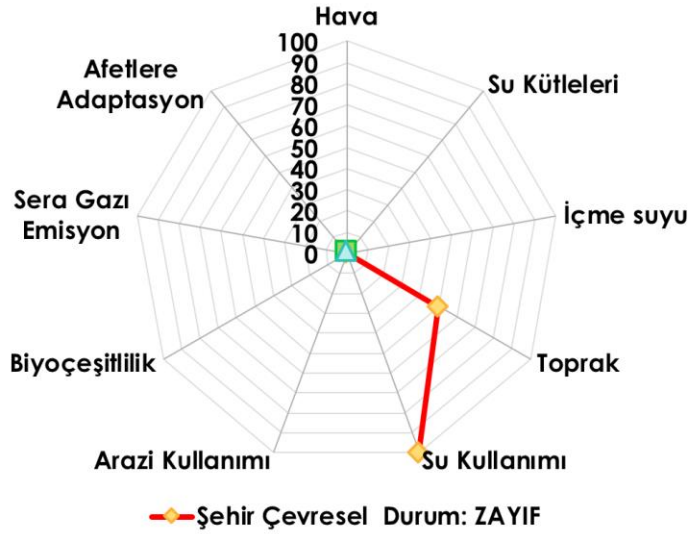 Hava
100
90
80
70
60
50
40
30
20
10
0
Su Kütleleri
İçme suyu
Toprak
Su Kullanımı
Arazi Kullanımı
Biyoçeşitlilik
Sera Gazı
Emisyon
Afetlere
Adaptasyon
Şehir Çevresel Durum: ZAYIF